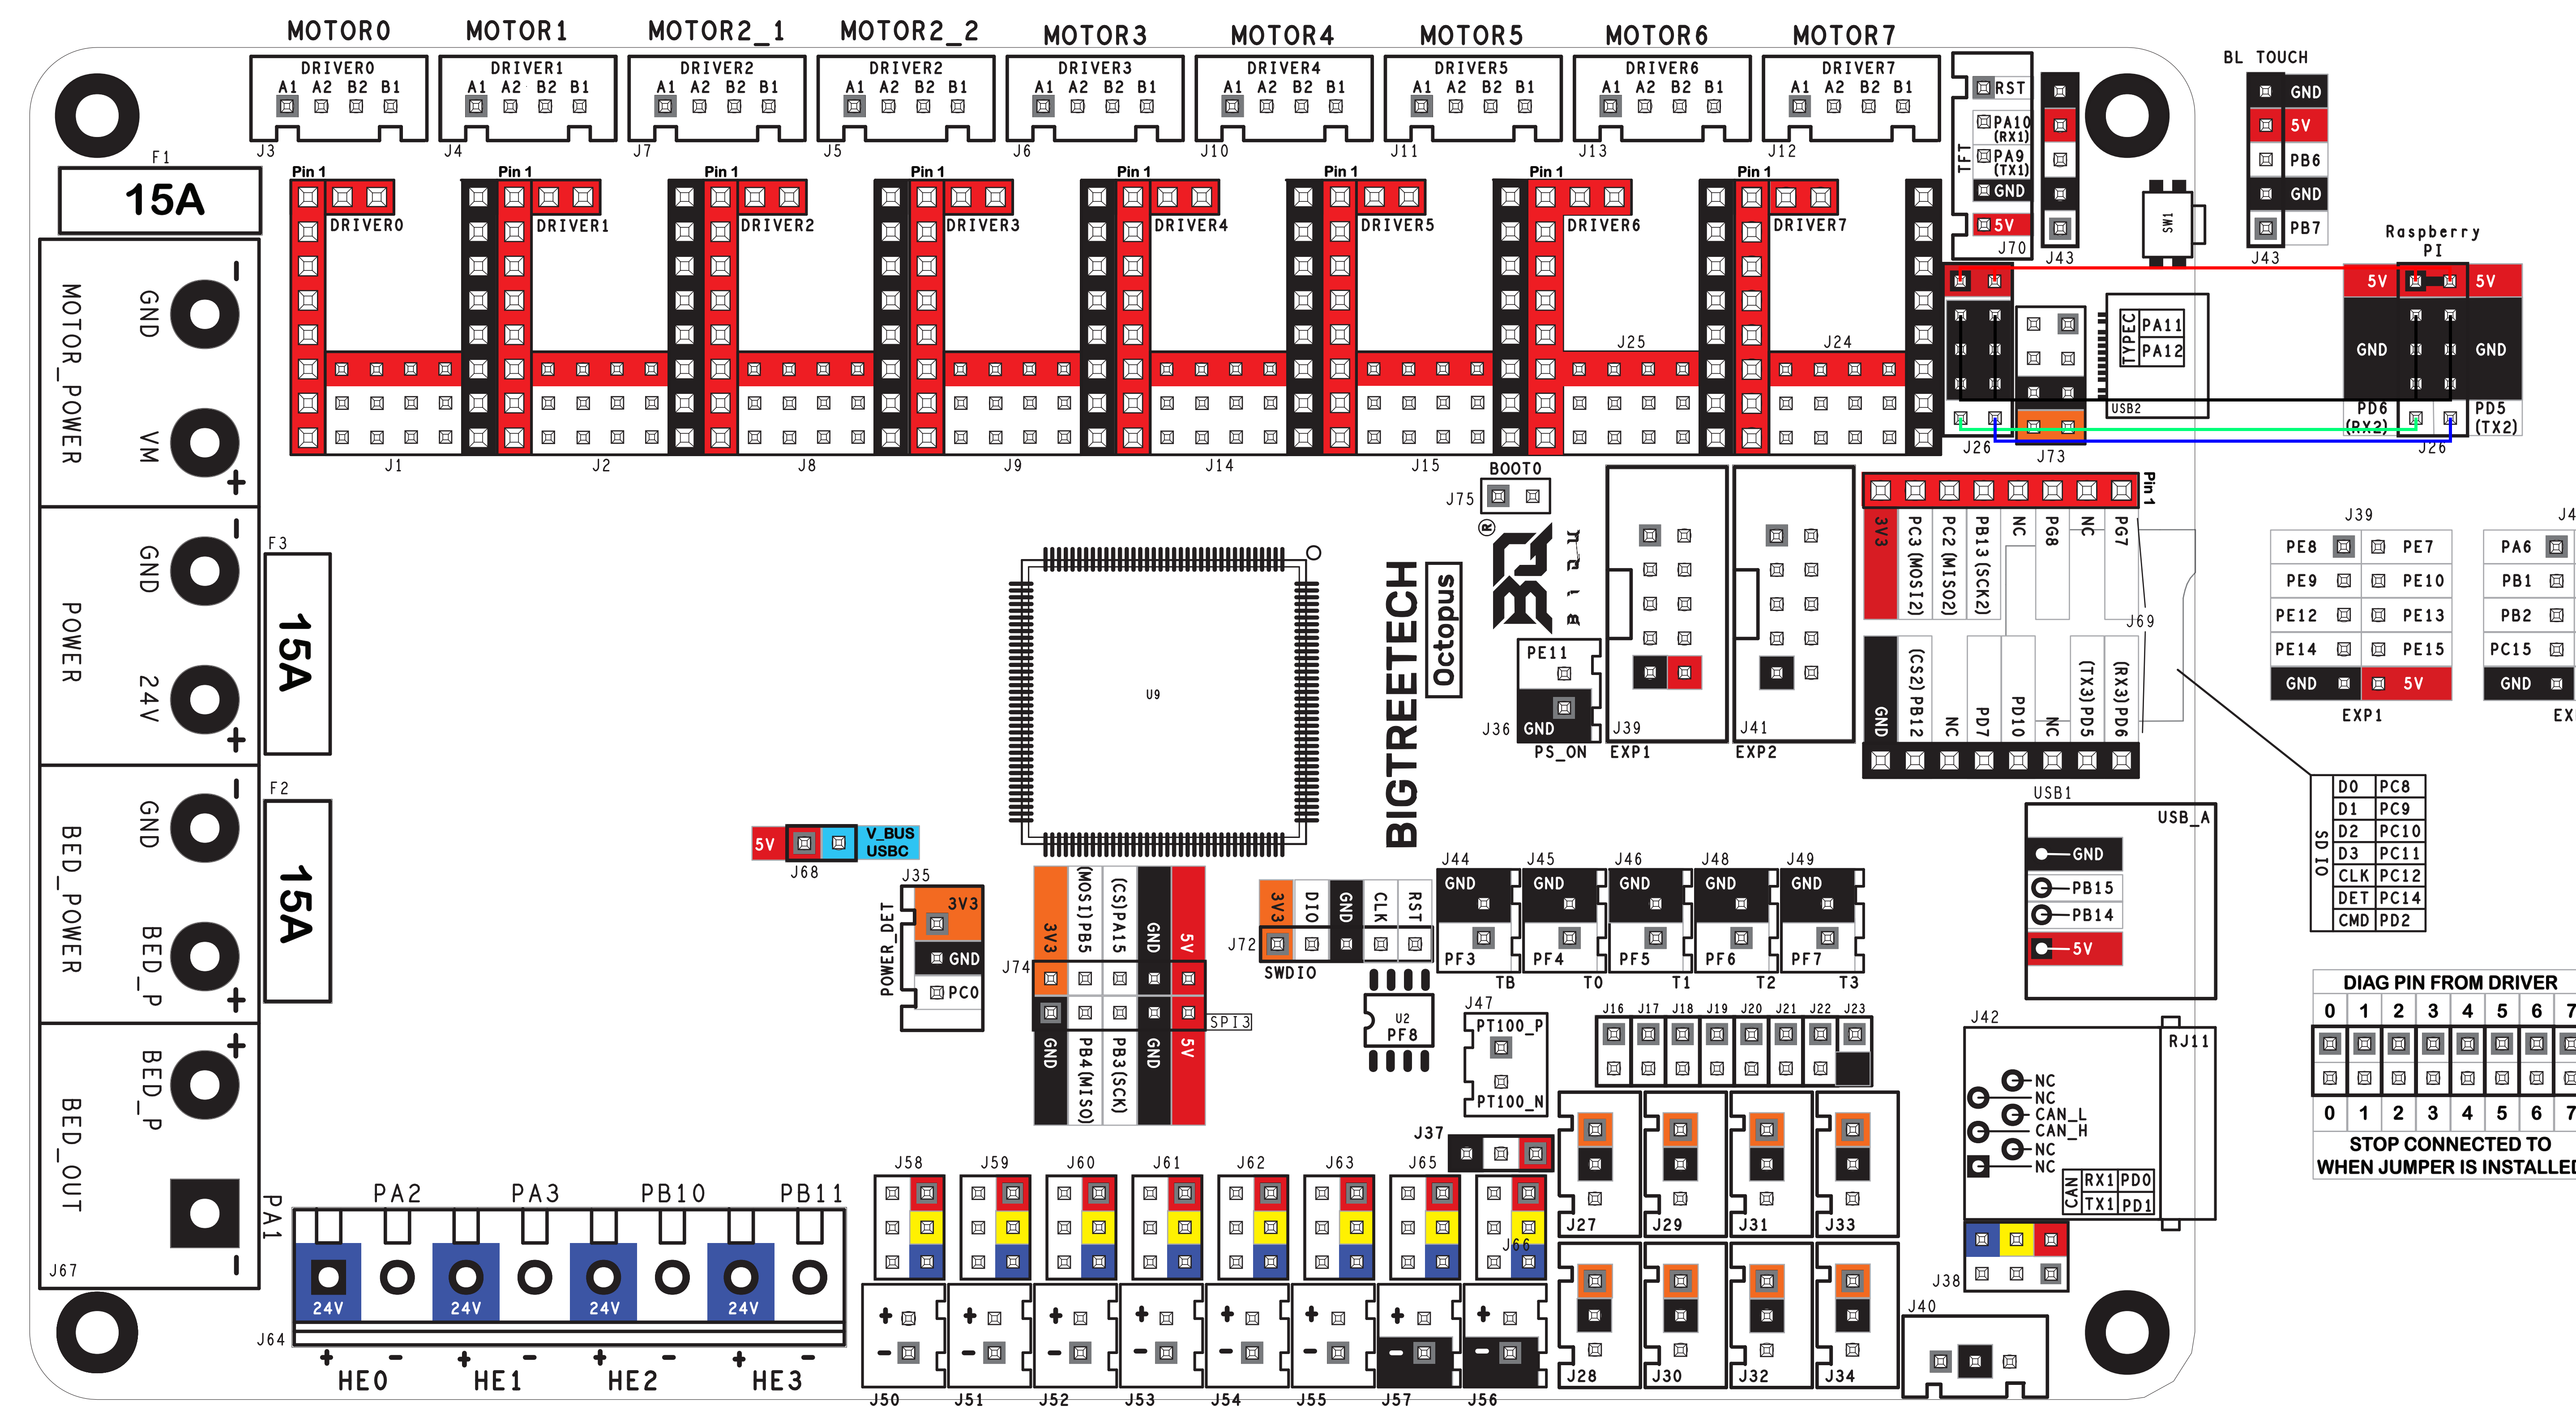 MOTOR0 MOTOR1 MOTOR2_1 MOTOR2_2 MOTOR3 MOTOR4 MOTOR5 MOTOR6 MOTOR7
DRIVER0 DRIVER1 DRIVER2 DRIVER2 DRIVER3 DRIVER4 DRIVER5 DRIVER6 DRIVER7
A1 A2 B2 B1 A1 A2 B2 B1 A1 A2 B2 B1 A1 A2 B2 B1 A1 A2 B2 B1 A1 A2 B2 B1 A1 A2 B2 B1 A1 A2 B2 B1 A1 A2 B2 B1
J3 J4 J7 J5 J6 J10 J11 J13 J12
Pin 1 Pin 1 Pin 1 Pin 1 Pin 1 Pin 1 Pin 1 Pin 1
DRIVER0 DRIVER1 DRIVER2 DRIVER3 DRIVER4 DRIVER5 DRIVER6 DRIVER7
J25 J24
J1 J2 J8 J9 J14 J15
TFT
RST
PA10
(RX1)
PA9
(TX1)
GND
5V
J70
J43
SW1
BL TOUCH
GND
5V
PB6
GND
PB7
J43
Raspberry
PI
5V 5V
GND GND
PD6 PD5
(RX2) (TX2)
J26
TYPEC
PA11
PA12
USB2
J26
J73
F1
15A
MOTOR_POWER
- GND
VM +
POWER
- GND
24V +
BED_POWER
- GND
BED_P +
BED_OUT
+ BED_P
PA1 -
J67
F3
15A
F2
15A
U9
BIGTREETECH
Octopus
®
BOOT0
J75
PE11
GND
J36
PS_ON
J39
EXP1
J41
EXP2
Pin 1
3V3 PC3(MOSI2) PC2(MISO2) PB13(SCK2) NC PG8 NC PG7
J69
GND (CS2)PB12 NC PD7 PD10 NC (TX3)PD5 (RX3)PD6
J39
PE8 PE7
PE9 PE10
PE12 PE13
PE14 PE15
GND 5V
EXP1
J4
PA6
PB1
PB2
PC15
GND
EX
SDIO
D0 PC8
D1 PC9
D2 PC10
D3 PC11
CLK PC12
DET PC14
CMD PD2
5V V_BUS
USBC
J68
J35
POWER_DET
3V3
GND
PC0
3V3 (MOSI)PB5 (CS)PA15 GND 5V
J74
SPI3
GND PB4(MISO) PB3(SCK) GND 5V
3V3 DIO GND CLK RST
J72
SWDIO
J44 J45 J46 J48 J49
GND GND GND GND GND
PF3 PF4 PF5 PF6 PF7
TB T0 T1 T2 T3
U2
PF8
J47
PT100_P
PT100_N
J16 J17 J18 J19 J20 J21 J22 J23
USB1
USB_A
GND
PB15
PB14
5V
J42
RJ11
NC
NC
CAN_L
CAN_H
NC
NC
CAN
RX1 PD0
TX1 PD1
DIAG PIN FROM DRIVER
0 1 2 3 4 5 6 7
0 1 2 3 4 5 6 7
STOP CONNECTED TO
WHEN JUMPER IS INSTALLED
J37
J58 J59 J60 J61 J62 J63 J65
J66
J27 J29 J31 J33
J28 J30 J32 J34
J38
J40
PA2 PA3 PB10 PB11
24V 24V 24V 24V
J64
+ - + - + - + -
HE0 HE1 HE2 HE3
+ + + + + + + +
- - - - - - - -
J50 J51 J52 J53 J54 J55 J57 J56